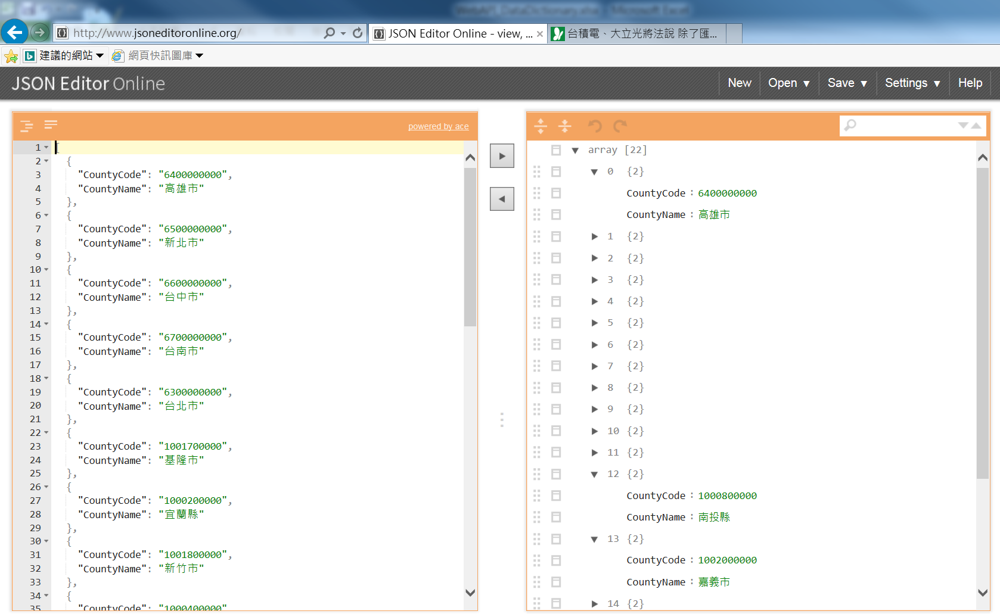 WebAPI_DataDictionary.xlsx - Microsoft Excel
http://www.jsoneditoronline.org/
JSON Editor Online - view, ...
台積電、大立光將法說 除了匯...
建議的網站
網頁快訊圖庫
JSON Editor Online
New
Open
Save
Settings
Help
powered by ace
1 [
2 {
3 "CountyCode": "6400000000",
4 "CountyName": "高雄市"
5 },
6 {
7 "CountyCode": "6500000000",
8 "CountyName": "新北市"
9 },
10 {
11 "CountyCode": "6600000000",
12 "CountyName": "台中市"
13 },
14 {
15 "CountyCode": "6700000000",
16 "CountyName": "台南市"
17 },
18 {
19 "CountyCode": "6300000000",
20 "CountyName": "台北市"
21 },
22 {
23 "CountyCode": "1001700000",
24 "CountyName": "基隆市"
25 },
26 {
27 "CountyCode": "1000200000",
28 "CountyName": "宜蘭縣"
29 },
30 {
31 "CountyCode": "1001800000",
32 "CountyName": "新竹市"
33 },
34 {
35 "CountyCode": "1000400000",
array [22]
0 {2}
CountyCode : 6400000000
CountyName : 高雄市
1 {2}
2 {2}
3 {2}
4 {2}
5 {2}
6 {2}
7 {2}
8 {2}
9 {2}
10 {2}
11 {2}
12 {2}
CountyCode : 1000800000
CountyName : 南投縣
13 {2}
CountyCode : 1002000000
CountyName : 嘉義市
14 {2}